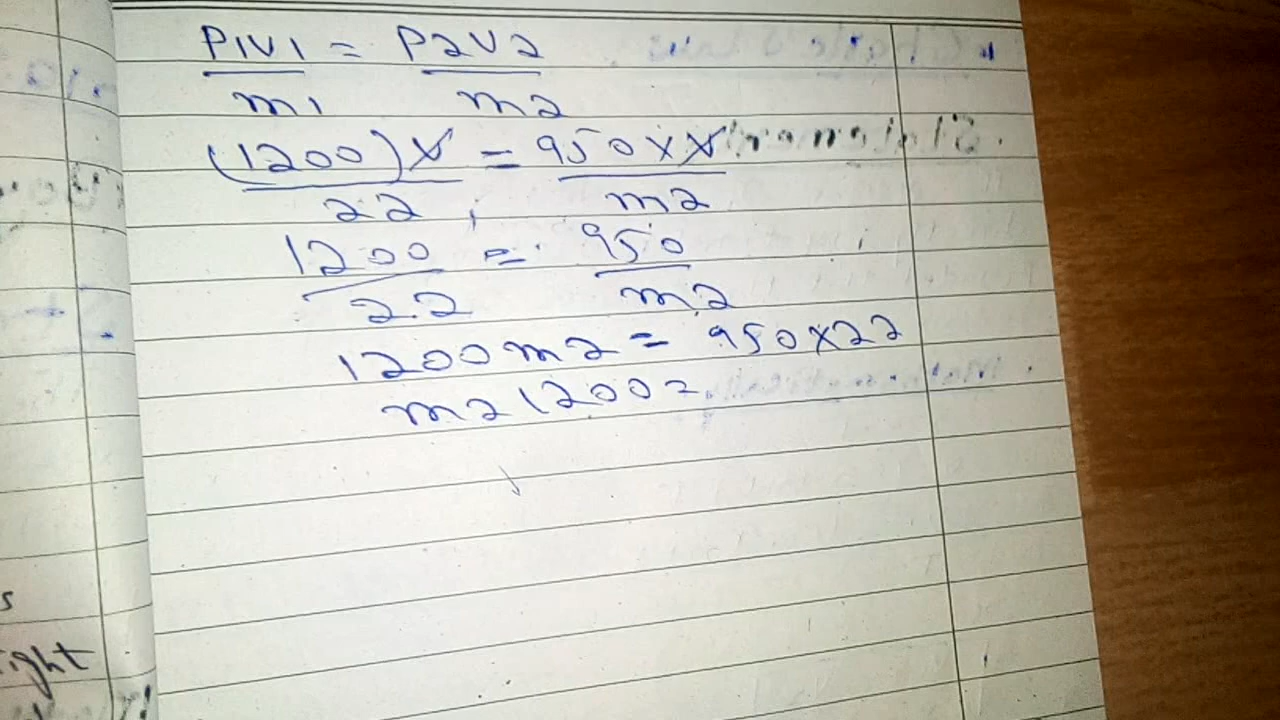 P1V1 = P2V2
m1 m2
(1200)V = 950×V
22 m2
1200 = 950
22 m2
1200m2 = 950×22
m2 1200=
s
ight